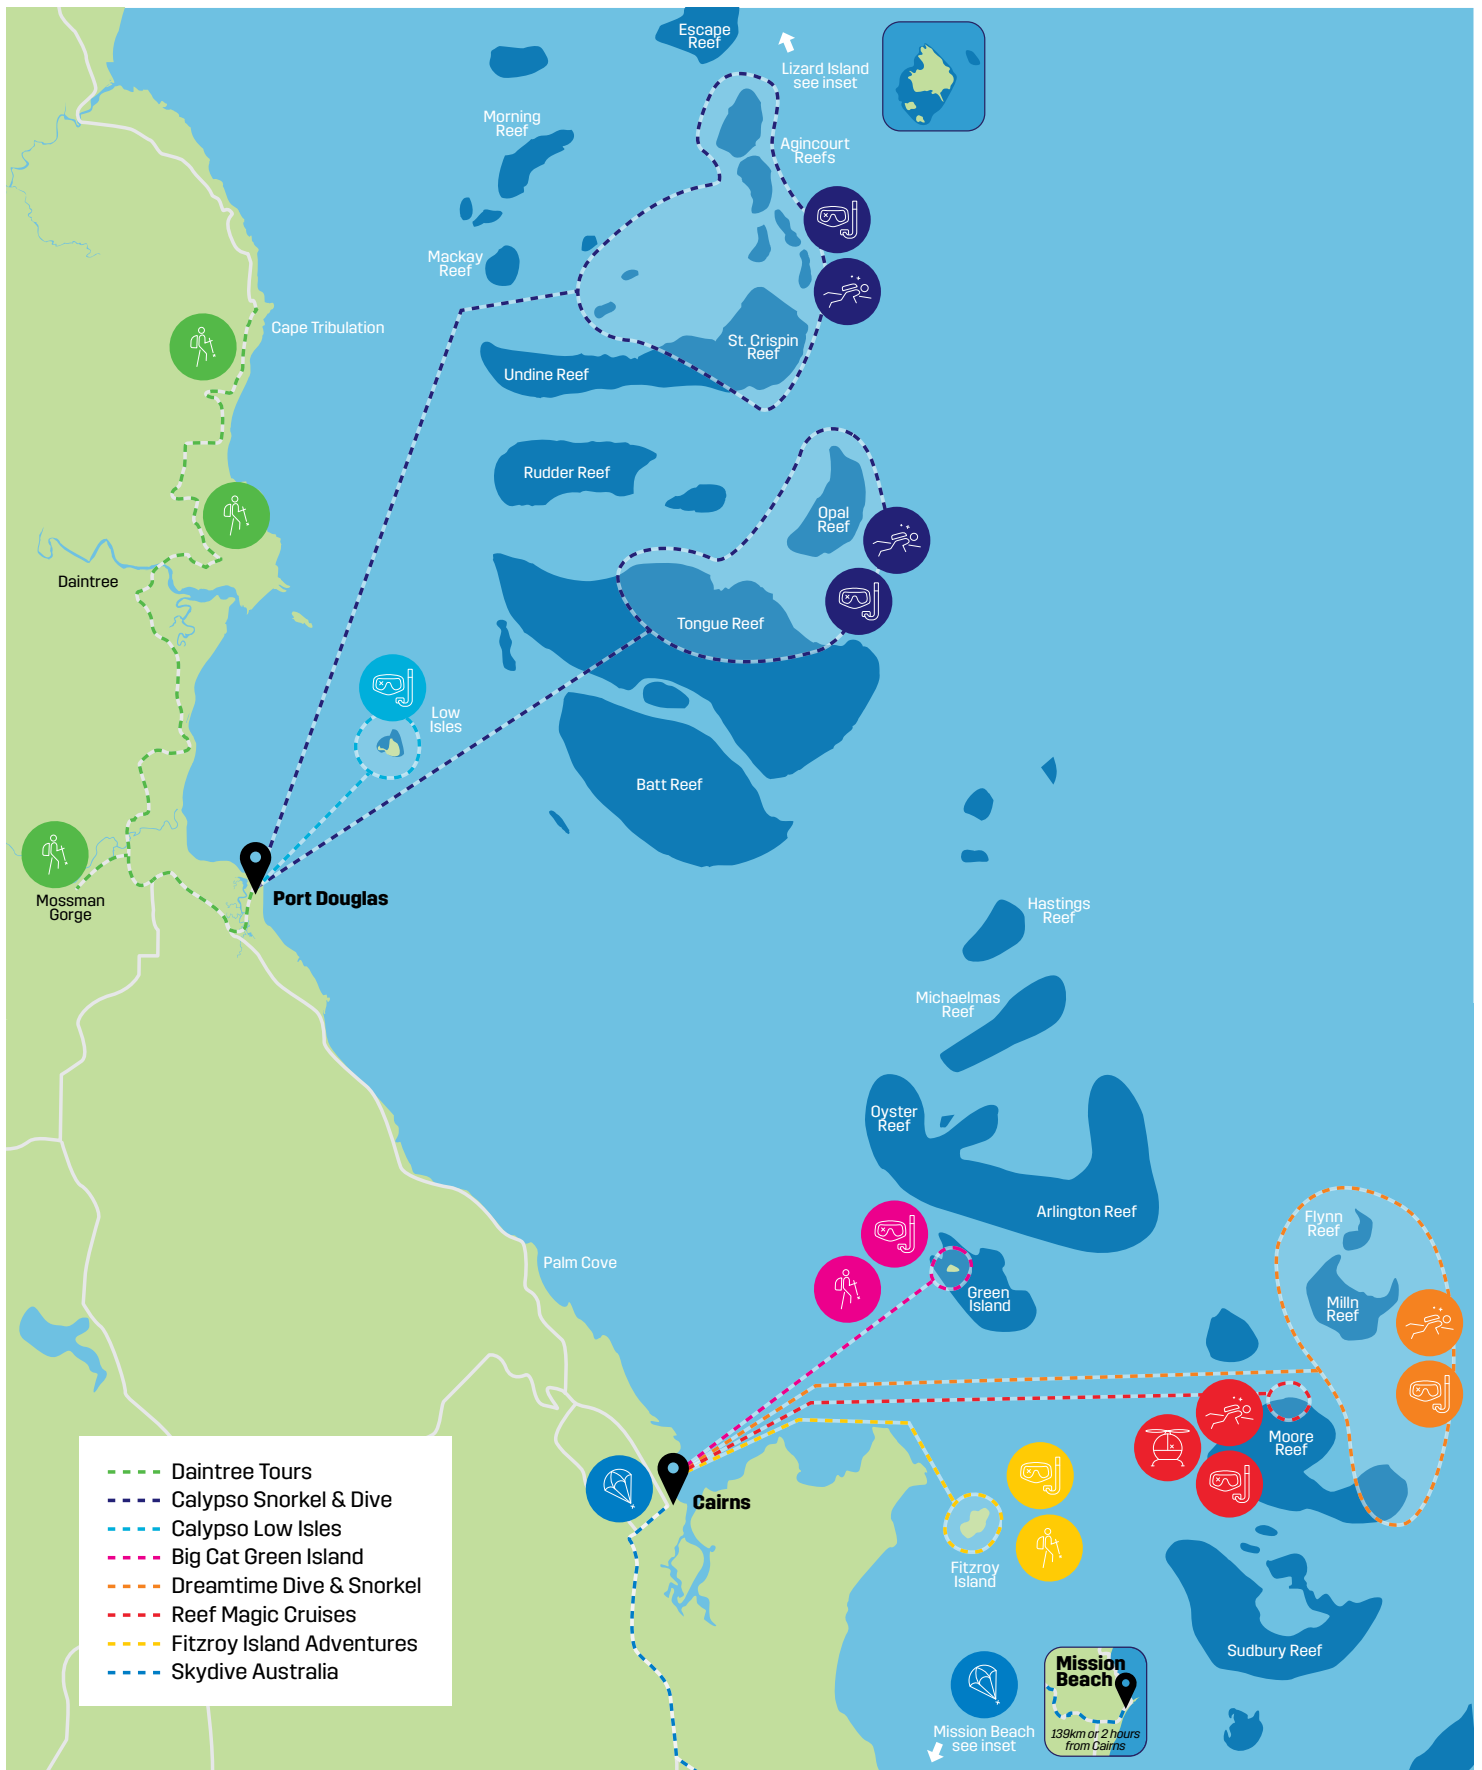 Escape
Reef
Lizard Island
see inset
Morning
Reef
Agincourt
Reefs
Mackay
Reef
Cape Tribulation
St. Crispin
Reef
Undine Reef
Rudder Reef
Opal
Reef
Daintree
Tongue Reef
Low
Isles
Batt Reef
Port Douglas
Mossman
Gorge
Hastings
Reef
Michaelmas
Reef
Oyster
Reef
Arlington Reef
Flynn
Reef
Palm Cove
Green
Island
Milln
Reef
Moore
Reef
Cairns
Daintree Tours
Calypso Snorkel & Dive
Calypso Low Isles
Big Cat Green Island
Dreamtime Dive & Snorkel
Reef Magic Cruises
Fitzroy Island Adventures
Skydive Australia
Fitzroy
Island
Sudbury Reef
Mission Beach
see inset
Mission
Beach
139km or 2 hours
from Cairns